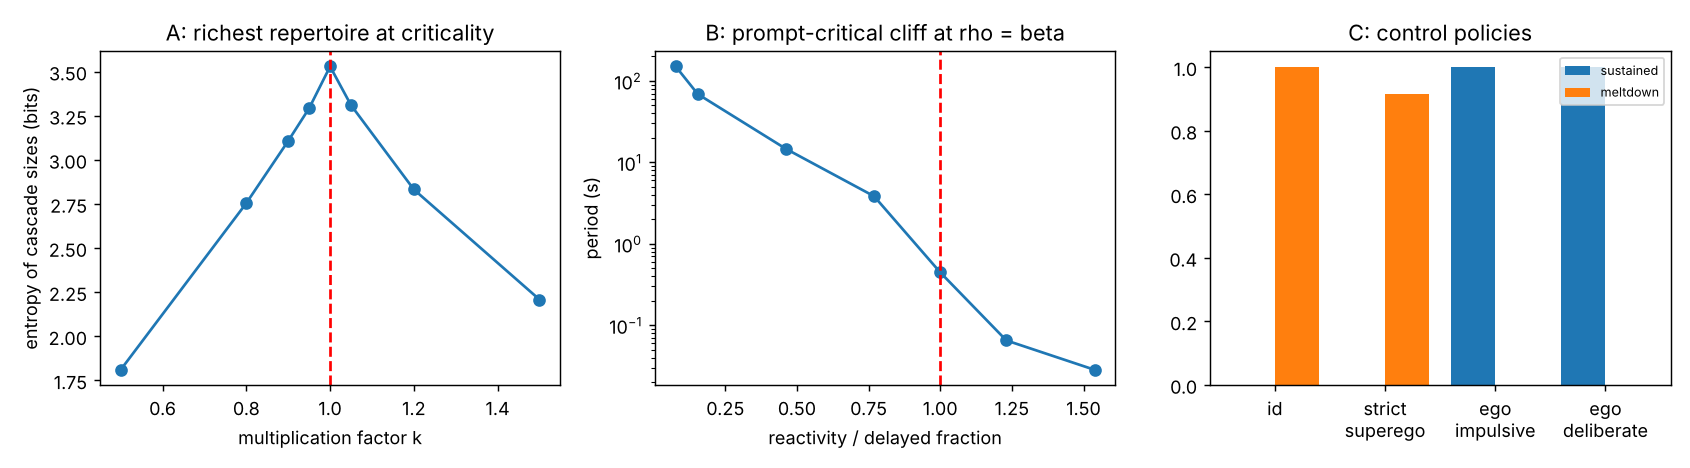 A: richest repertoire at criticality
entropy of cascade sizes (bits)
3.50
3.25
3.00
2.75
2.50
2.25
2.00
1.75
0.6 0.8 1.0 1.2 1.4
multiplication factor k
B: prompt-critical cliff at rho = beta
period (s)
10²
10¹
10⁰
10⁻¹
0.25 0.50 0.75 1.00 1.25 1.50
reactivity / delayed fraction
C: control policies
1.0
0.8
0.6
0.4
0.2
0.0
sustained
meltdown
id
strict
superego
ego
impulsive
ego
deliberate